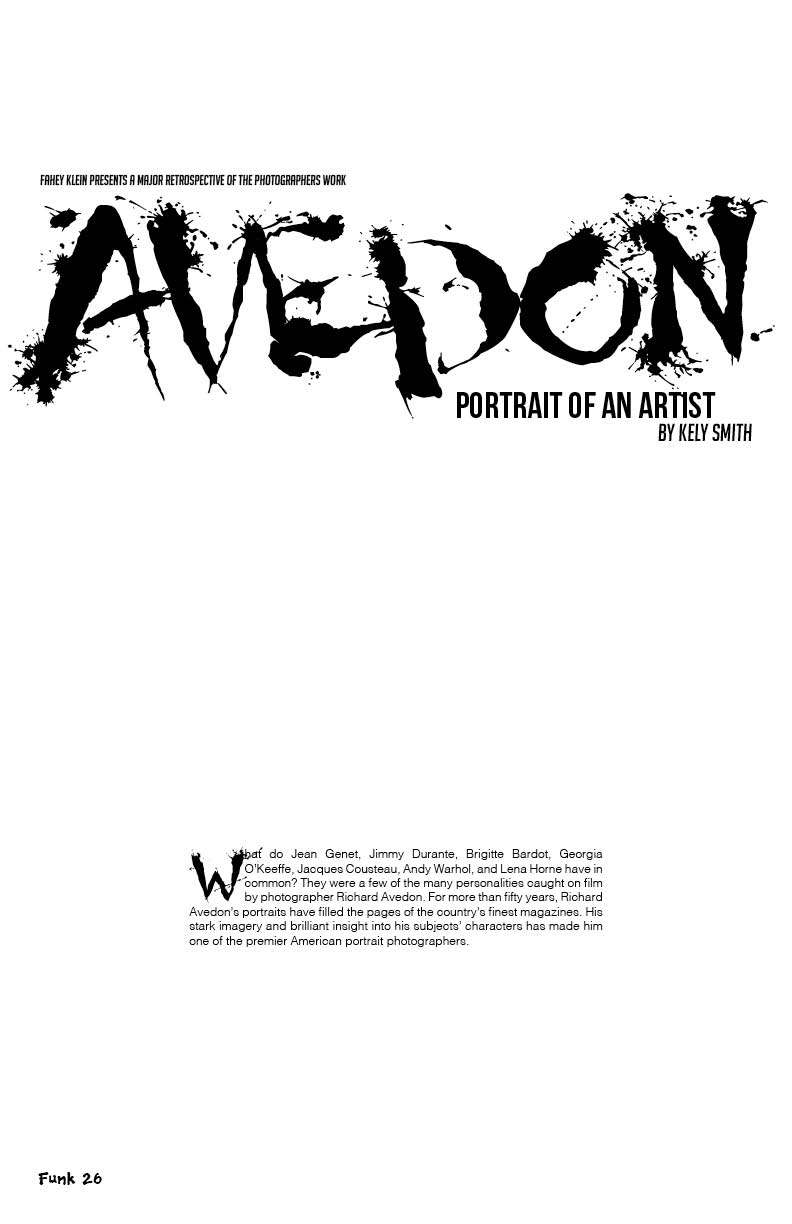 FAHEY KLEIN PRESENTS A MAJOR RETROSPECTIVE OF THE PHOTOGRAPHERS WORK
AVEDON
PORTRAIT OF AN ARTIST
BY KELY SMITH
What do Jean Genet, Jimmy Durante, Brigitte Bardot, Georgia
O'Keeffe, Jacques Cousteau, Andy Warhol, and Lena Horne have in
common? They were a few of the many personalities caught on film
by photographer Richard Avedon. For more than fifty years, Richard
Avedon's portraits have filled the pages of the country's finest magazines. His
stark imagery and brilliant insight into his subjects' characters has made him
one of the premier American portrait photographers.
Funk 26